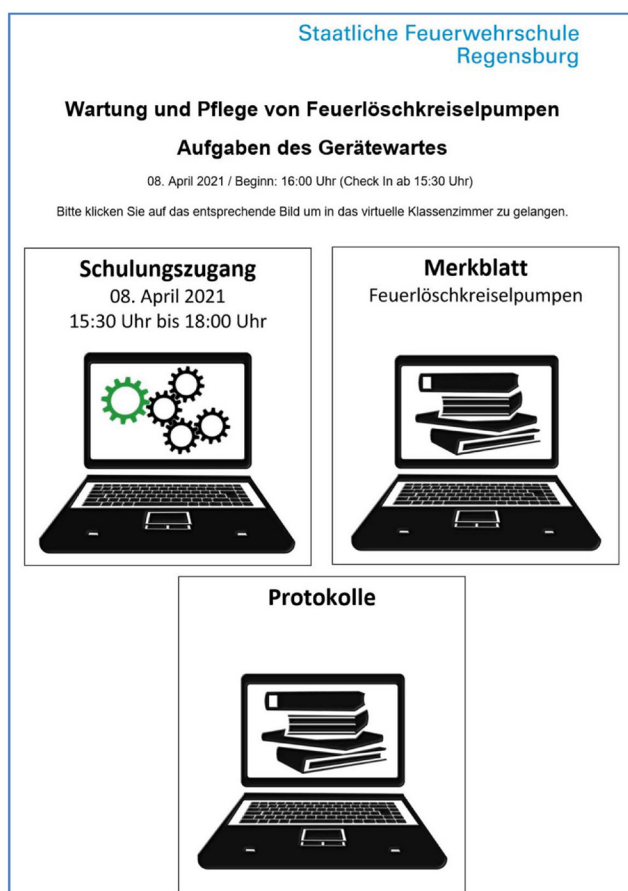 Staatliche Feuerwehrschule
Regensburg
Wartung und Pflege von Feuerlöschkreiselpumpen
Aufgaben des Gerätewartes
08. April 2021 / Beginn: 16:00 Uhr (Check In ab 15:30 Uhr)
Bitte klicken Sie auf das entsprechende Bild um in das virtuelle Klassenzimmer zu gelangen.
Schulungszugang
08. April 2021
15:30 Uhr bis 18:00 Uhr
Merkblatt
Feuerlöschkreiselpumpen
Protokolle